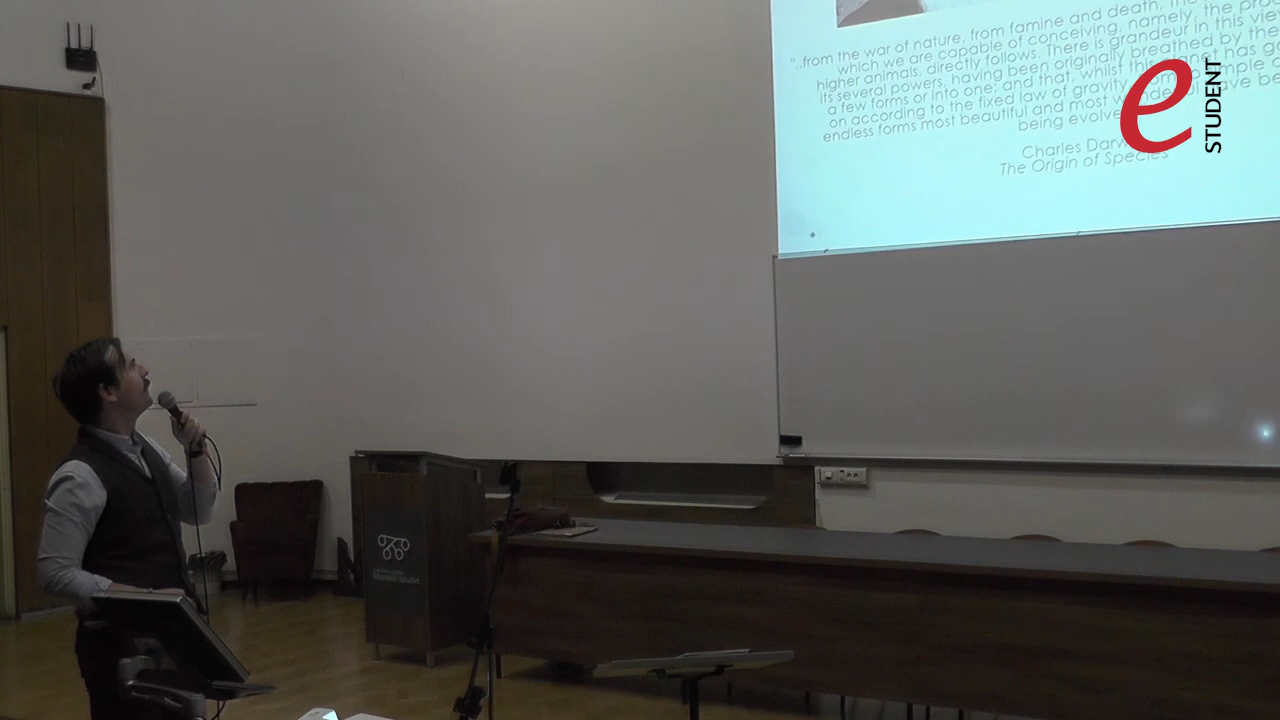 "..from the war of nature, from famine and death, the
which we are capable of conceiving, namely, the
higher animals, directly follows. There is grandeur in this
its several powers, having been originally breathed by the
a few forms or into one; and that, whilst this planet has
on according to the fixed law of gravity, from
endless forms most beautiful and most
being
Charles
The Origin of Species
e
STUDENT